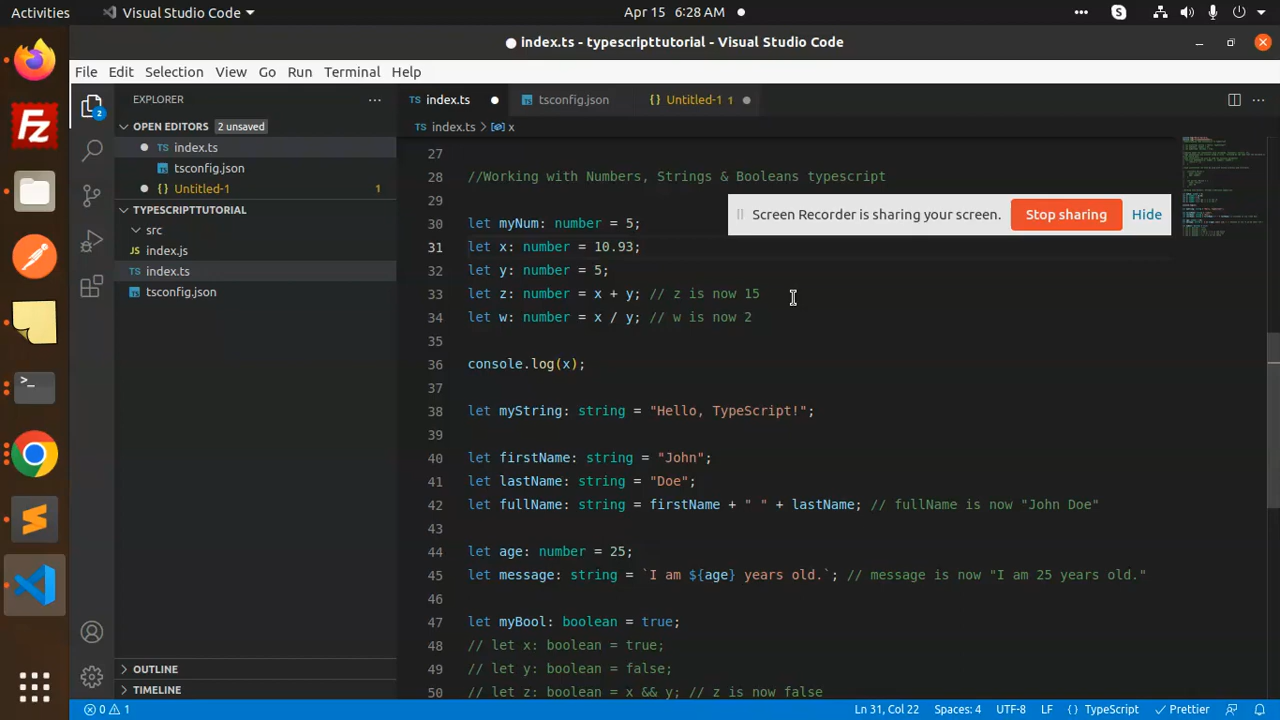 Activities Visual Studio Code Apr 15 6:28 AM
index.ts - typescripttutorial - Visual Studio Code
File Edit Selection View Go Run Terminal Help
EXPLORER
index.ts tsconfig.json Untitled-1 1
OPEN EDITORS 2 unsaved
index.ts > x
index.ts
tsconfig.json
Untitled-1 1
TYPESCRIPTTUTORIAL
src
index.js
index.ts
tsconfig.json
OUTLINE
TIMELINE
27
28 //Working with Numbers, Strings & Booleans typescript
29
Screen Recorder is sharing your screen. Stop sharing Hide
30 let myNum: number = 5;
31 let x: number = 10.93;
32 let y: number = 5;
33 let z: number = x + y; // z is now 15
34 let w: number = x / y; // w is now 2
35
36 console.log(x);
37
38 let myString: string = "Hello, TypeScript!";
39
40 let firstName: string = "John";
41 let lastName: string = "Doe";
42 let fullName: string = firstName + " " + lastName; // fullName is now "John Doe"
43
44 let age: number = 25;
45 let message: string = `I am ${age} years old.`; // message is now "I am 25 years old."
46
47 let myBool: boolean = true;
48 // let x: boolean = true;
49 // let y: boolean = false;
50 // let z: boolean = x && y; // z is now false
0 1 Ln 31, Col 22 Spaces: 4 UTF-8 LF { } TypeScript Prettier